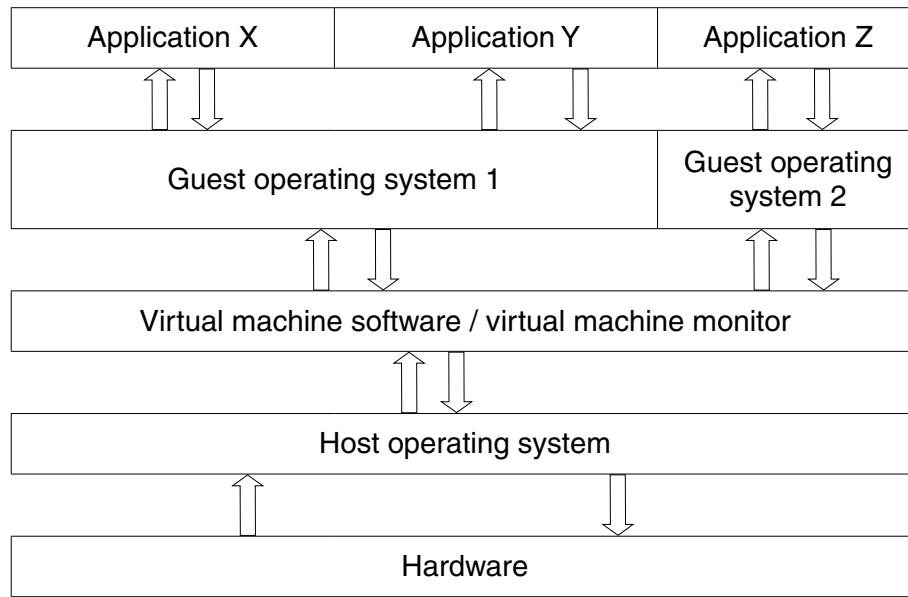 Application X
Application Y
Application Z
Guest operating system 1
Guest operating
system 2
Virtual machine software / virtual machine monitor
Host operating system
Hardware